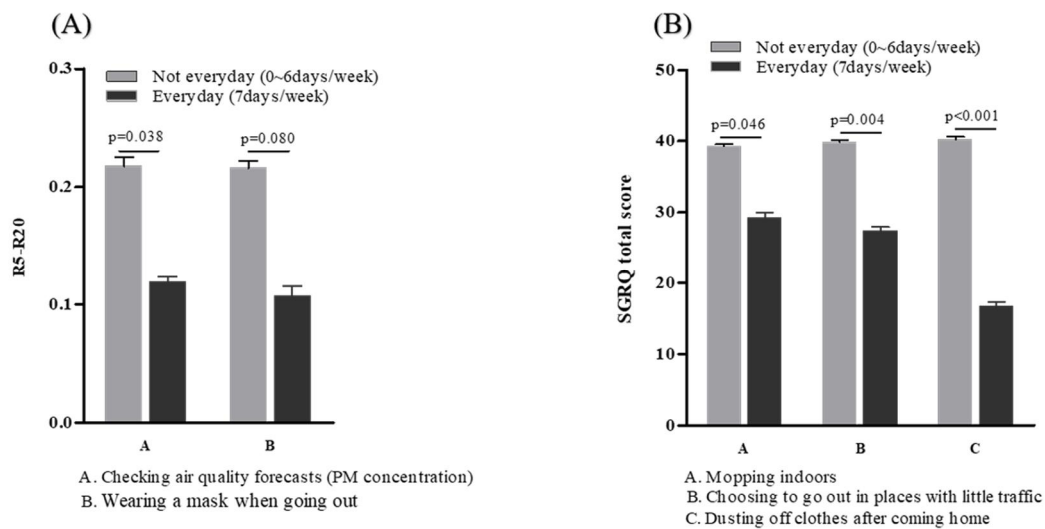 (A)
Not everyday (0~6days/week)
Everyday (7days/week)
0.3
0.2
0.1
0.0
R5-R20
p=0.038
p=0.080
A
B
A. Checking air quality forecasts (PM concentration)
B. Wearing a mask when going out
(B)
Not everyday (0~6days/week)
Everyday (7days/week)
50
40
30
20
10
0
SGRQ total score
p=0.046
p=0.004
p<0.001
A
B
C
A. Mopping indoors
B. Choosing to go out in places with little traffic
C. Dusting off clothes after coming home